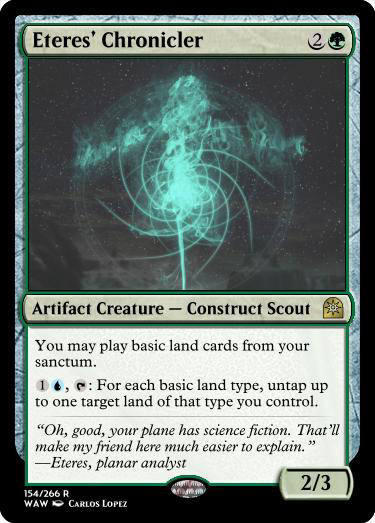 Eteres’ Chronicler 2
Artifact Creature — Construct Scout
You may play basic land cards from your
sanctum.
1 , : For each basic land type, untap up
to one target land of that type you control.
“Oh, good, your plane has science fiction. That’ll
make my friend here much easier to explain.”
—Eteres, planar analyst
2/3
154/266 R
WAW Carlos Lopez